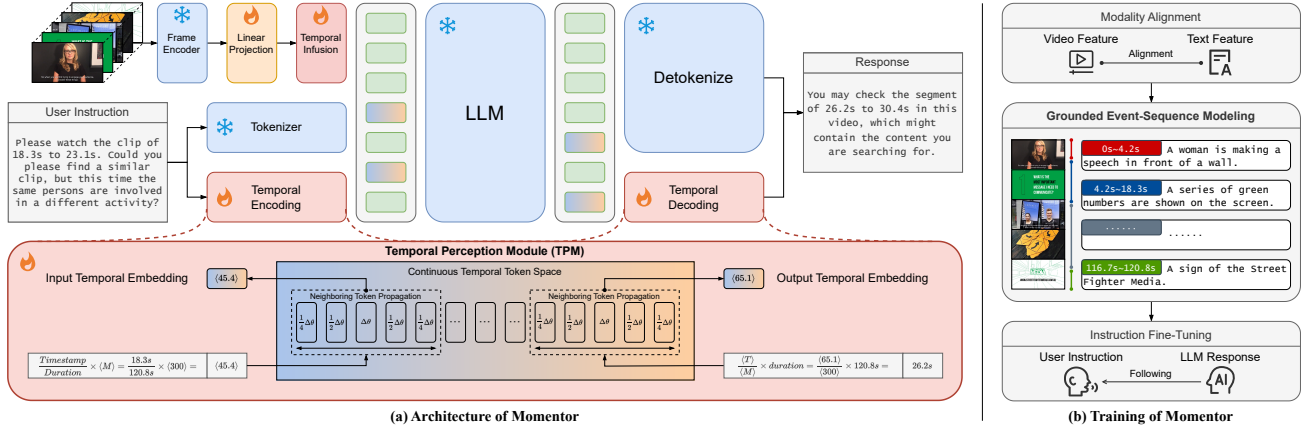 Frame
Encoder
Linear
Projection
Temporal
Infusion
User Instruction
Please watch the clip of
18.3s to 23.1s. Could you
please find a similar
clip, but this time the
same persons are involved
in a different activity?
Tokenizer
Temporal
Encoding
LLM
Detokenize
Temporal
Decoding
Response
You may check the segment
of 26.2s to 30.4s in this
video, which might
contain the content you
are searching for.
Temporal Perception Module (TPM)
Input Temporal Embedding
⟨45.4⟩
Continuous Temporal Token Space
⟨65.1⟩
Output Temporal Embedding
Neighboring Token Propagation
Neighboring Token Propagation
1/4 Δθ 1/2 Δθ Δθ 1/2 Δθ 1/4 Δθ ... ... ... 1/4 Δθ 1/2 Δθ Δθ 1/2 Δθ 1/4 Δθ
Timestamp/Duration × ⟨M⟩ = 18.3s/120.8s × ⟨300⟩ = ⟨45.4⟩
⟨T⟩/⟨M⟩ × duration = ⟨65.1⟩/⟨300⟩ × 120.8s = 26.2s
(a) Architecture of Momentor
Modality Alignment
Video Feature
Text Feature
Alignment
Grounded Event-Sequence Modeling
0s~4.2s A woman is making a
speech in front of a wall.
4.2s~18.3s A series of green
numbers are shown on the screen.
...... ......
116.7s~120.8s A sign of the Street
Fighter Media.
Instruction Fine-Tuning
User Instruction
LLM Response
Following
AI
(b) Training of Momentor